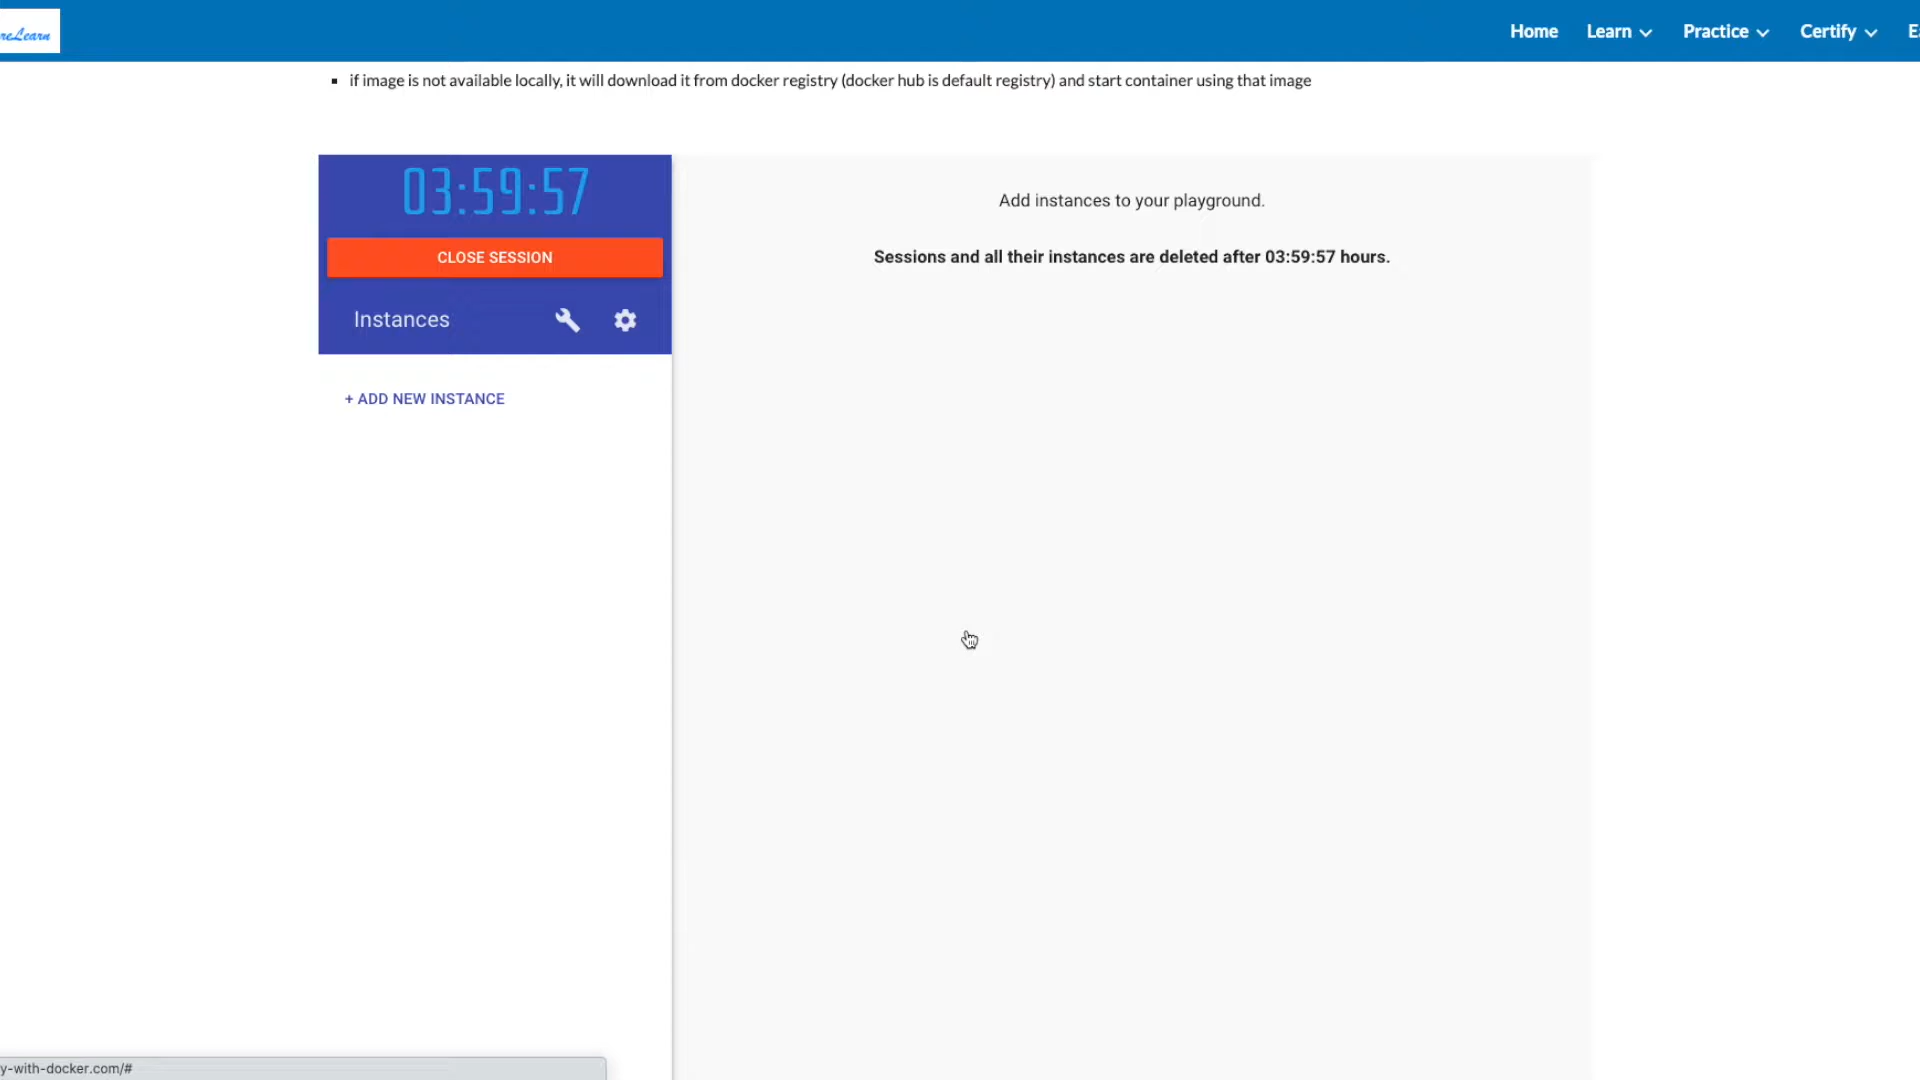 reLearn
Home Learn Practice Certify
if image is not available locally, it will download it from docker registry (docker hub is default registry) and start container using that image
03:59:57
CLOSE SESSION
Instances
+ ADD NEW INSTANCE
Add instances to your playground.
Sessions and all their instances are deleted after 03:59:57 hours.
y-with-docker.com/#